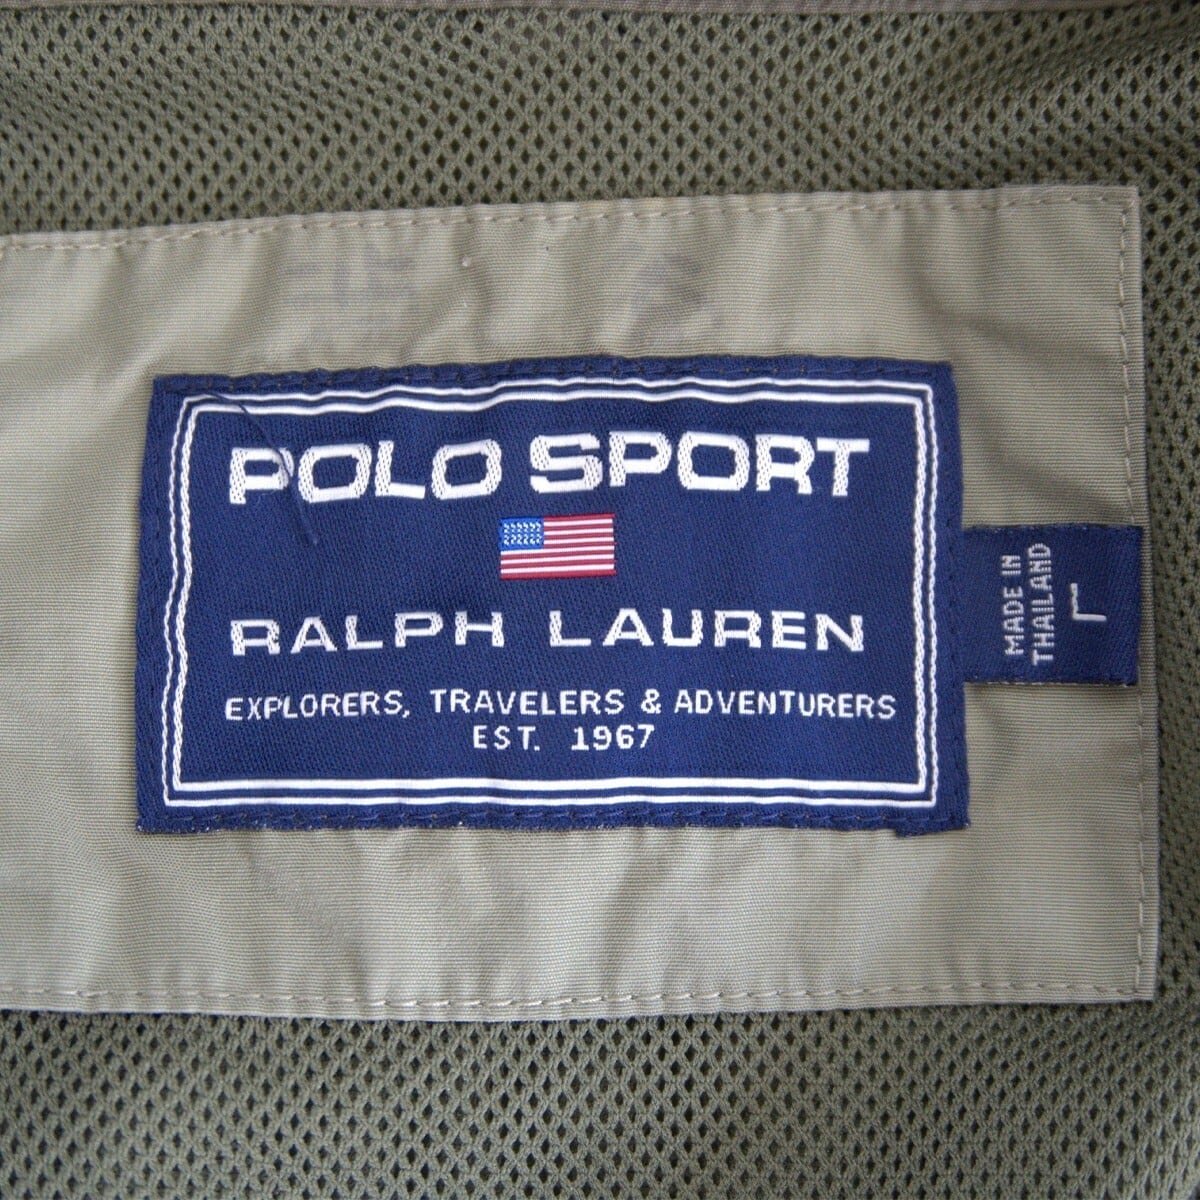 POLO SPORT
RALPH LAUREN
EXPLORERS, TRAVELERS & ADVENTURERS
EST. 1967
MADE IN
THAILAND
L